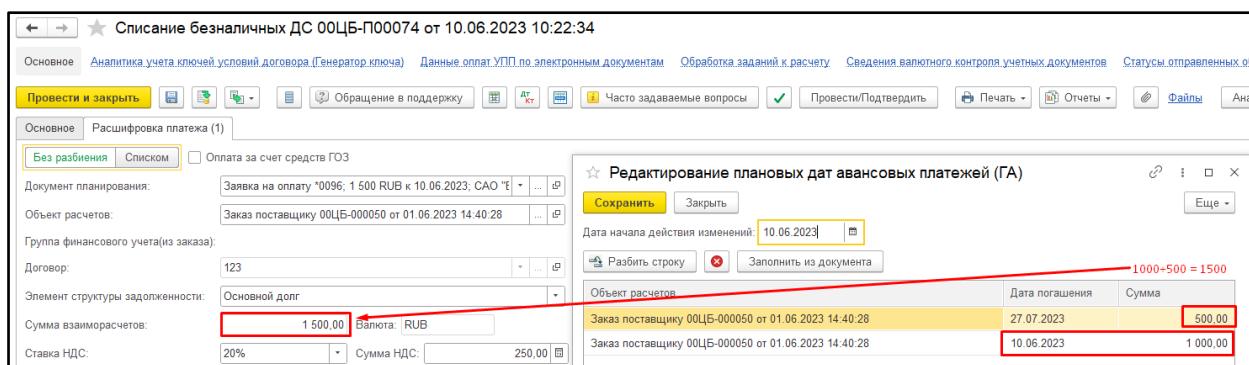 Списание безналичных ДС 00ЦБ-П00074 от 10.06.2023 10:22:34
Основное Аналитика учета ключей условий договора (Генератор ключа) Данные оплат УПП по электронным документам Обработка заданий к расчету Сведения валютного контроля учетных документов Статусы отправленных о
Провести и закрыть Обращение в поддержку Дт Кт Часто задаваемые вопросы Провести/Подтвердить Печать Отчеты Файлы Ана
Основное Расшифровка платежа (1)
Без разбиения Списком Оплата за счет средств ГОЗ
Документ планирования: Заявка на оплату *0096; 1 500 RUB к 10.06.2023; САО "Е
Объект расчетов: Заказ поставщику 00ЦБ-000050 от 01.06.2023 14:40:28
Группа финансового учета(из заказа):
Договор: 123
Элемент структуры задолженности: Основной долг
Сумма взаиморасчетов: 1 500,00 Валюта: RUB
Ставка НДС: 20% Сумма НДС: 250,00
Редактирование плановых дат авансовых платежей (ГА)
Сохранить Закрыть Еще
Дата начала действия изменений: 10.06.2023
Разбить строку Заполнить из документа
1000+500 = 1500
Объект расчетов Дата погашения Сумма
Заказ поставщику 00ЦБ-000050 от 01.06.2023 14:40:28 27.07.2023 500,00
Заказ поставщику 00ЦБ-000050 от 01.06.2023 14:40:28 10.06.2023 1 000,00